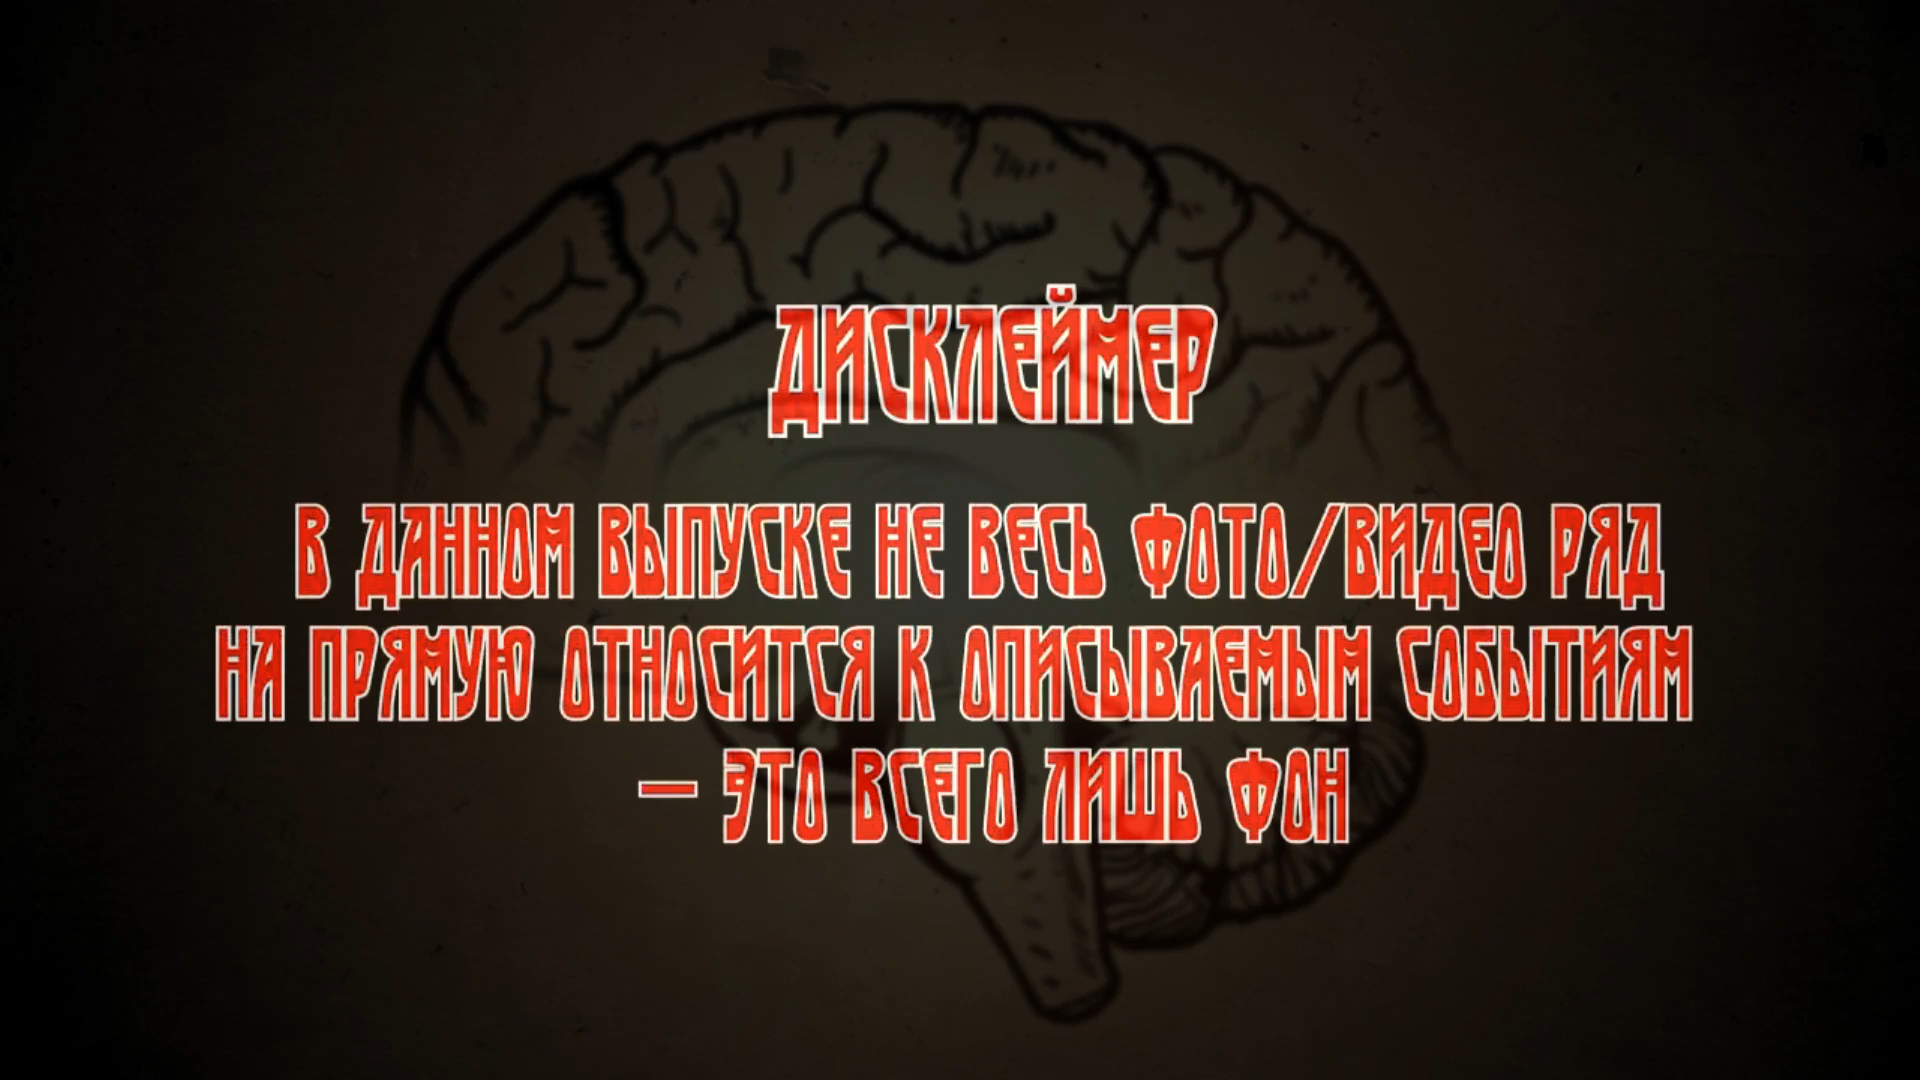 ДИСКЛЕЙМЕР
В ДАННОМ ВЫПУСКЕ НЕ ВЕСЬ ФОТО/ВИДЕО РЯД
НА ПРЯМУЮ ОТНОСИТСЯ К ОПИСЫВАЕМЫМ СОБЫТИЯМ
— ЭТО ВСЕГО ЛИШЬ ФОН